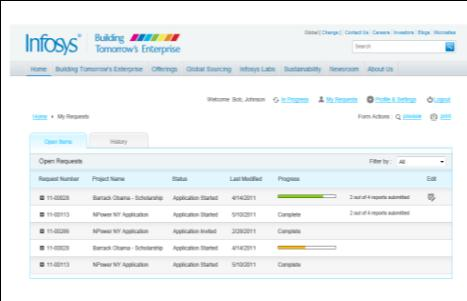 Global [ Change ] Contact Us Careers Investors Blogs Microsites
Infosys® Building Tomorrow's Enterprise
Search
Home Building Tomorrow's Enterprise Offerings Global Sourcing Infosys Labs Sustainability Newsroom About Us
Welcome Bob, Johnson In Progress My Requests Profile & Settings Logout
Home My Requests Form Actions :
Open Items History
Open Requests Filter by : All
Request Number Project Name Status Last Modified Progress Edit
11-00028 Barrack Obama - Scholarship Application Started 4/14/2011 2 out of 4 reports submitted
11-00113 NPower NY Application Application Started 5/10/2011 Complete 2 out of 4 reports submitted
11-00286 NPower NY Application Application Invited 2/28/2011 Complete
11-00028 Barrack Obama - Scholarship Application Started 4/14/2011
11-00113 NPower NY Application Application Started 5/10/2011 Complete